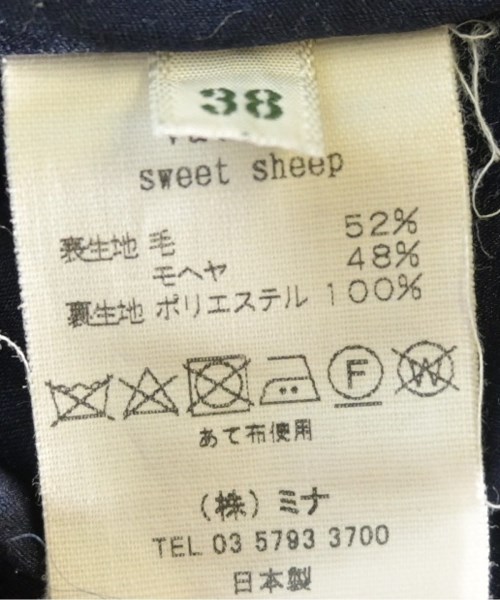 38
sweet sheep
表生地 毛 52%
モヘヤ 48%
裏生地 ポリエステル 100%
F W
あて布使用
(株) ミナ
TEL 03 5793 3700
日本製